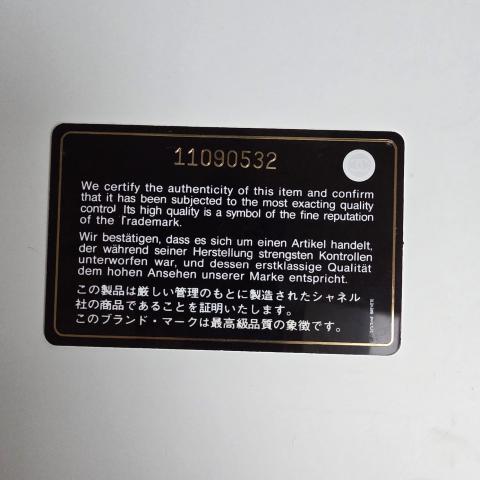 11090532
We certify the authenticity of this item and confirm
that it has been subjected to the most exacting quality
control Its high quality is a symbol of the fine reputation
of the Trademark.
Wir bestätigen, dass es sich um einen Artikel handelt,
der während seiner Herstellung strengsten Kontrollen
unterworfen war, und dessen erstklassige Qualität
dem hohen Ansehen unserer Marke entspricht.
この製品は厳しい管理のもとに製造されたシャネル
社の商品であることを証明いたします。
このブランド・マークは最高級品質の象徴です。